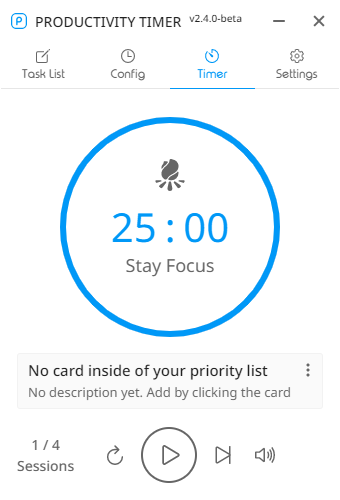 PRODUCTIVITY TIMER v2.4.0-beta
Task List Config Timer Settings
25 : 00
Stay Focus
No card inside of your priority list
No description yet. Add by clicking the card
1 / 4
Sessions